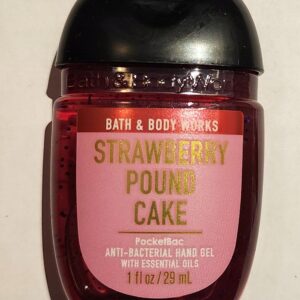 BATH & BODY WORKS
STRAWBERRY
POUND
CAKE
PocketBac
ANTI-BACTERIAL HAND GEL
WITH ESSENTIAL OILS
1 fl oz / 29 mL